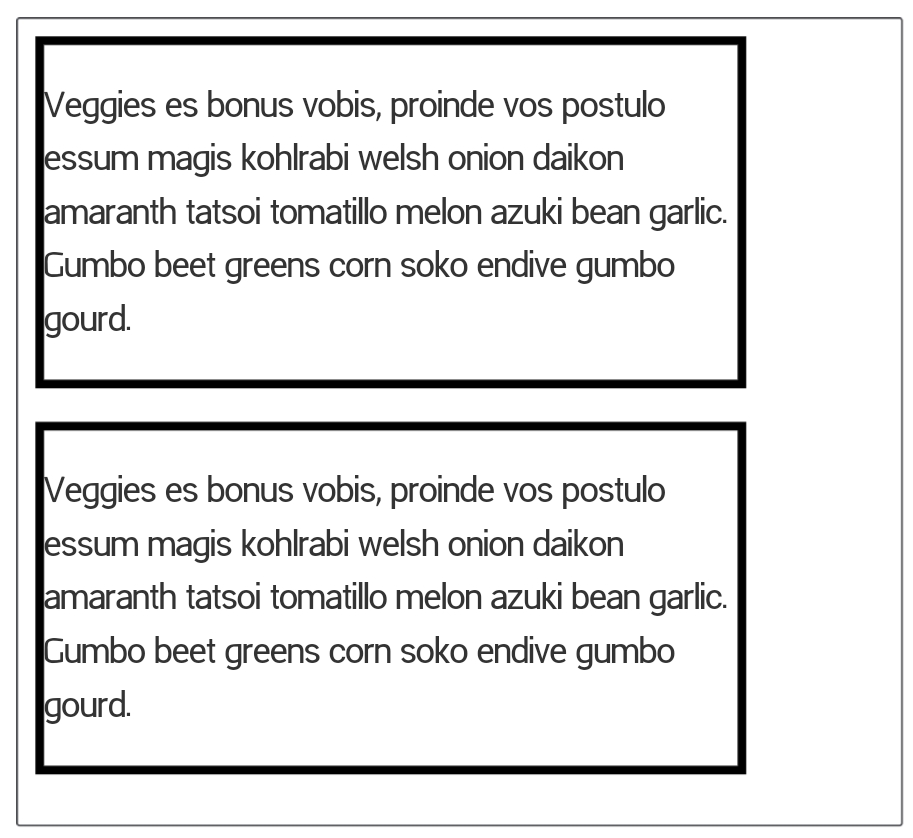 Veggies es bonus vobis, proinde vos postulo
essum magis kohlrabi welsh onion daikon
amaranth tatsoi tomatillo melon azuki bean garlic.
Gumbo beet greens corn soko endive gumbo
gourd.
Veggies es bonus vobis, proinde vos postulo
essum magis kohlrabi welsh onion daikon
amaranth tatsoi tomatillo melon azuki bean garlic.
Gumbo beet greens corn soko endive gumbo
gourd.